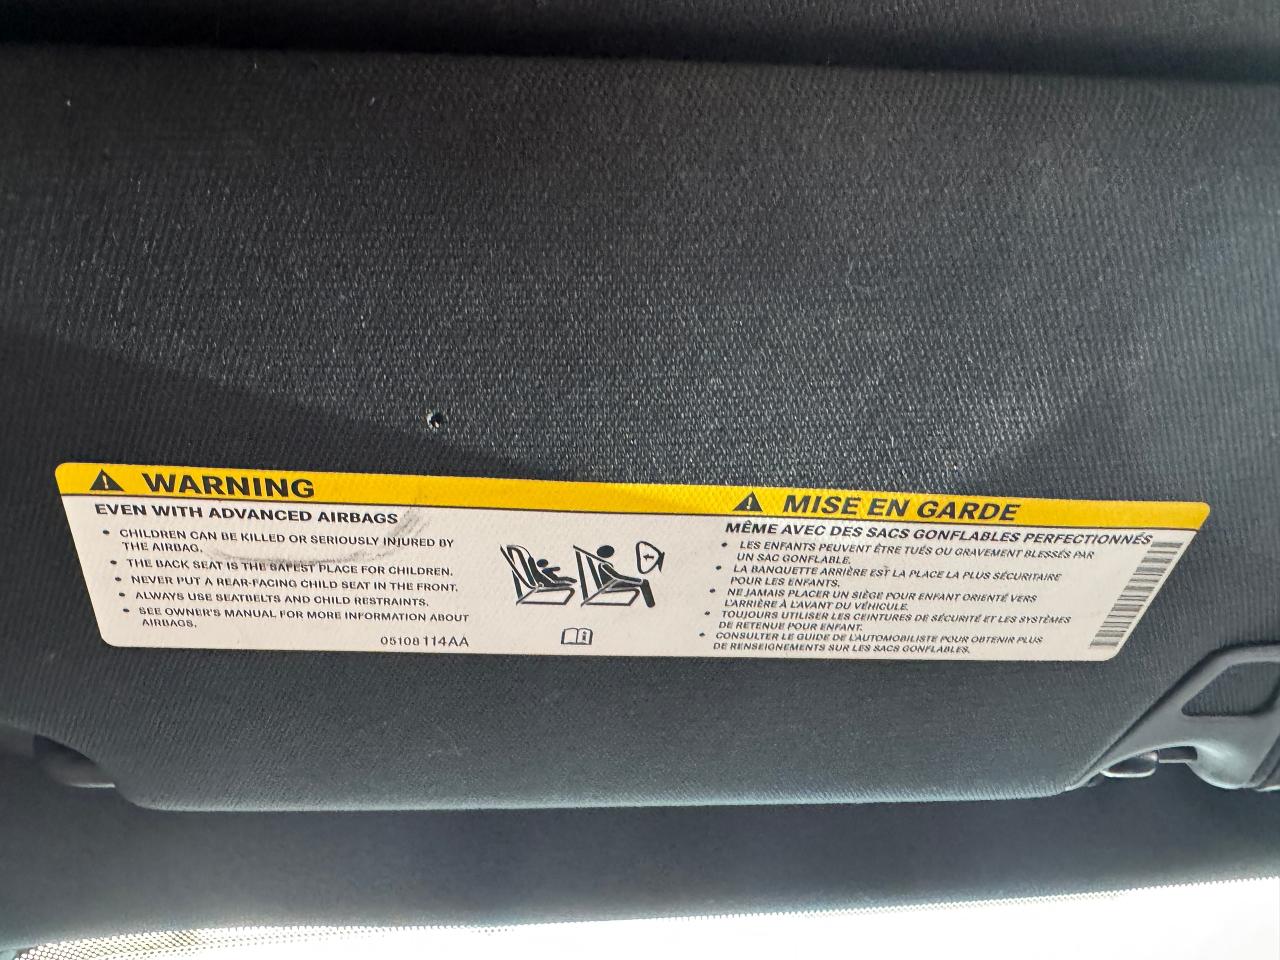 WARNING
EVEN WITH ADVANCED AIRBAGS
• CHILDREN CAN BE KILLED OR SERIOUSLY INJURED BY
THE AIRBAG.
• THE BACK SEAT IS THE SAFEST PLACE FOR CHILDREN.
• NEVER PUT A REAR-FACING CHILD SEAT IN THE FRONT.
• ALWAYS USE SEATBELTS AND CHILD RESTRAINTS.
• SEE OWNER'S MANUAL FOR MORE INFORMATION ABOUT
AIRBAGS.
05108114AA
MISE EN GARDE
MÊME AVEC DES SACS GONFLABLES PERFECTIONNÉS
• LES ENFANTS PEUVENT ÊTRE TUÉS OU GRAVEMENT BLESSÉS PAR
UN SAC GONFLABLE.
• LA BANQUETTE ARRIÈRE EST LA PLACE LA PLUS SÉCURITAIRE
POUR LES ENFANTS.
• NE JAMAIS PLACER UN SIÈGE POUR ENFANT ORIENTÉ VERS
L'ARRIÈRE À L'AVANT DU VÉHICULE.
• TOUJOURS UTILISER LES CEINTURES DE SÉCURITÉ ET LES SYSTÈMES
DE RETENUE POUR ENFANT.
• CONSULTER LE GUIDE DE L'AUTOMOBILISTE POUR OBTENIR PLUS
DE RENSEIGNEMENTS SUR LES SACS GONFLABLES.